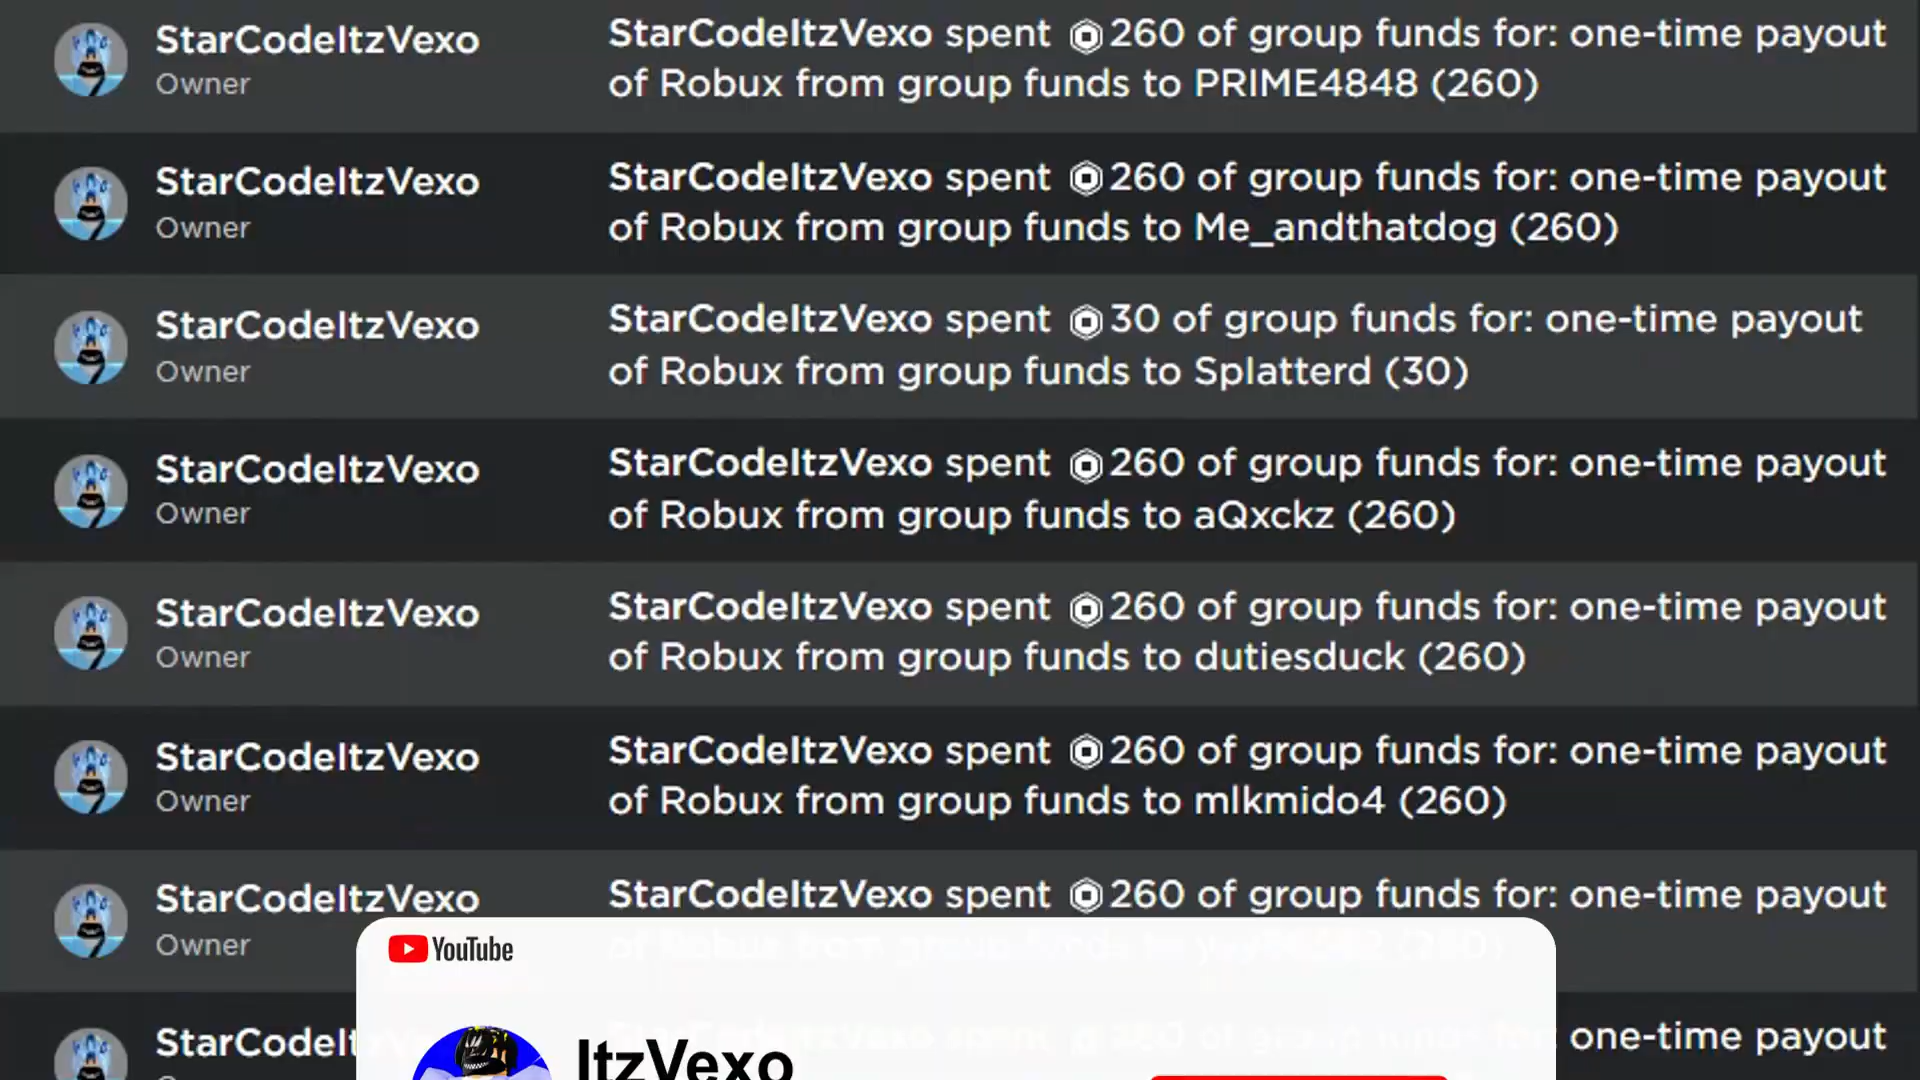 StarCodeItzVexo
Owner
StarCodeItzVexo spent 260 of group funds for: one-time payout
of Robux from group funds to PRIME4848 (260)
StarCodeItzVexo
Owner
StarCodeItzVexo spent 260 of group funds for: one-time payout
of Robux from group funds to Me_andthatdog (260)
StarCodeItzVexo
Owner
StarCodeItzVexo spent 30 of group funds for: one-time payout
of Robux from group funds to Splatterd (30)
StarCodeItzVexo
Owner
StarCodeItzVexo spent 260 of group funds for: one-time payout
of Robux from group funds to aQxckz (260)
StarCodeItzVexo
Owner
StarCodeItzVexo spent 260 of group funds for: one-time payout
of Robux from group funds to dutiesduck (260)
StarCodeItzVexo
Owner
StarCodeItzVexo spent 260 of group funds for: one-time payout
of Robux from group funds to mlkmido4 (260)
StarCodeItzVexo
Owner
StarCodeItzVexo spent 260 of group funds for: one-time payout
of Robux from group funds to
YouTube
one-time payout
ItzVexo